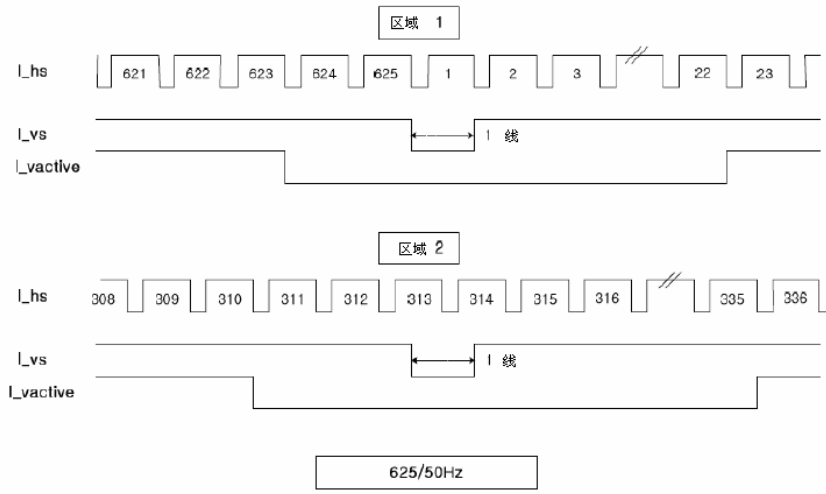 区域 1
I_hs 621 622 623 624 625 1 2 3 22 23
I_vs 1 线
I_vactive
区域 2
I_hs 308 309 310 311 312 313 314 315 316 335 336
I_vs 1 线
I_vactive
625/50Hz